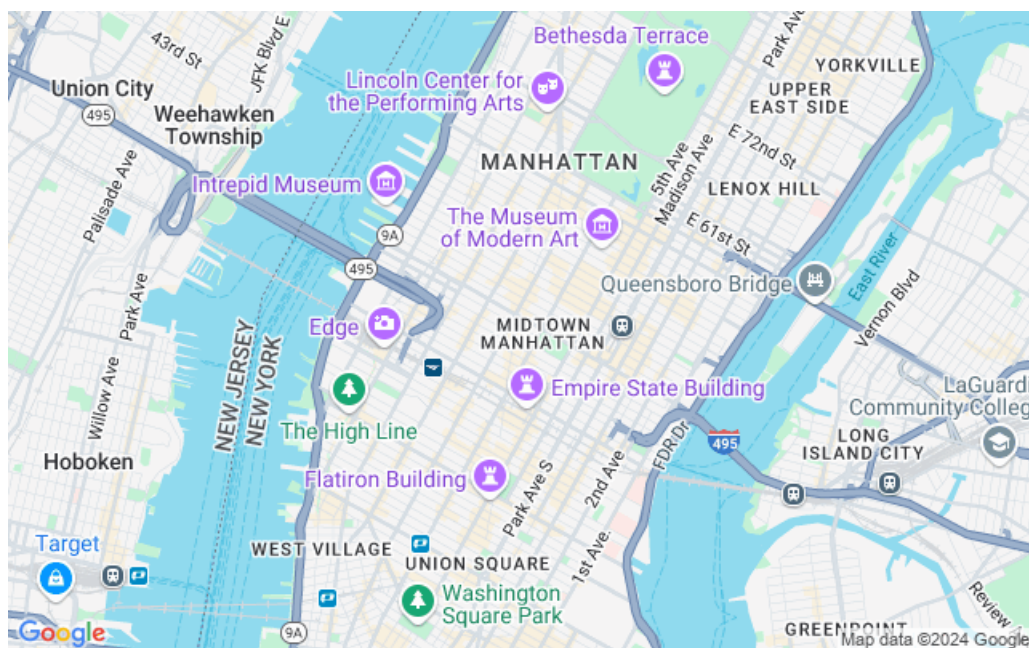 43rd St
JFK Blvd E
Bethesda Terrace
Park Ave
YORKVILLE
Union City
Lincoln Center for
the Performing Arts
UPPER
EAST SIDE
495
Weehawken
Township
E 72nd St
MANHATTAN
5th Ave
Madison Ave
LENOX HILL
Intrepid Museum
Palisade Ave
The Museum
of Modern Art
E 61st St
9A
495
East River
Queensboro Bridge
Vernon Blvd
Park Ave
Edge
MIDTOWN
MANHATTAN
NEW JERSEY
NEW YORK
Empire State Building
LaGuardi
Community College
Willow Ave
The High Line
FDR Dr
495
LONG
ISLAND CITY
Hoboken
Flatiron Building
Park Ave S
2nd Ave
Target
WEST VILLAGE
UNION SQUARE
1st Ave.
Washington
Square Park
Review A
9A
GREENPOINT
Google
Map data ©2024 Google